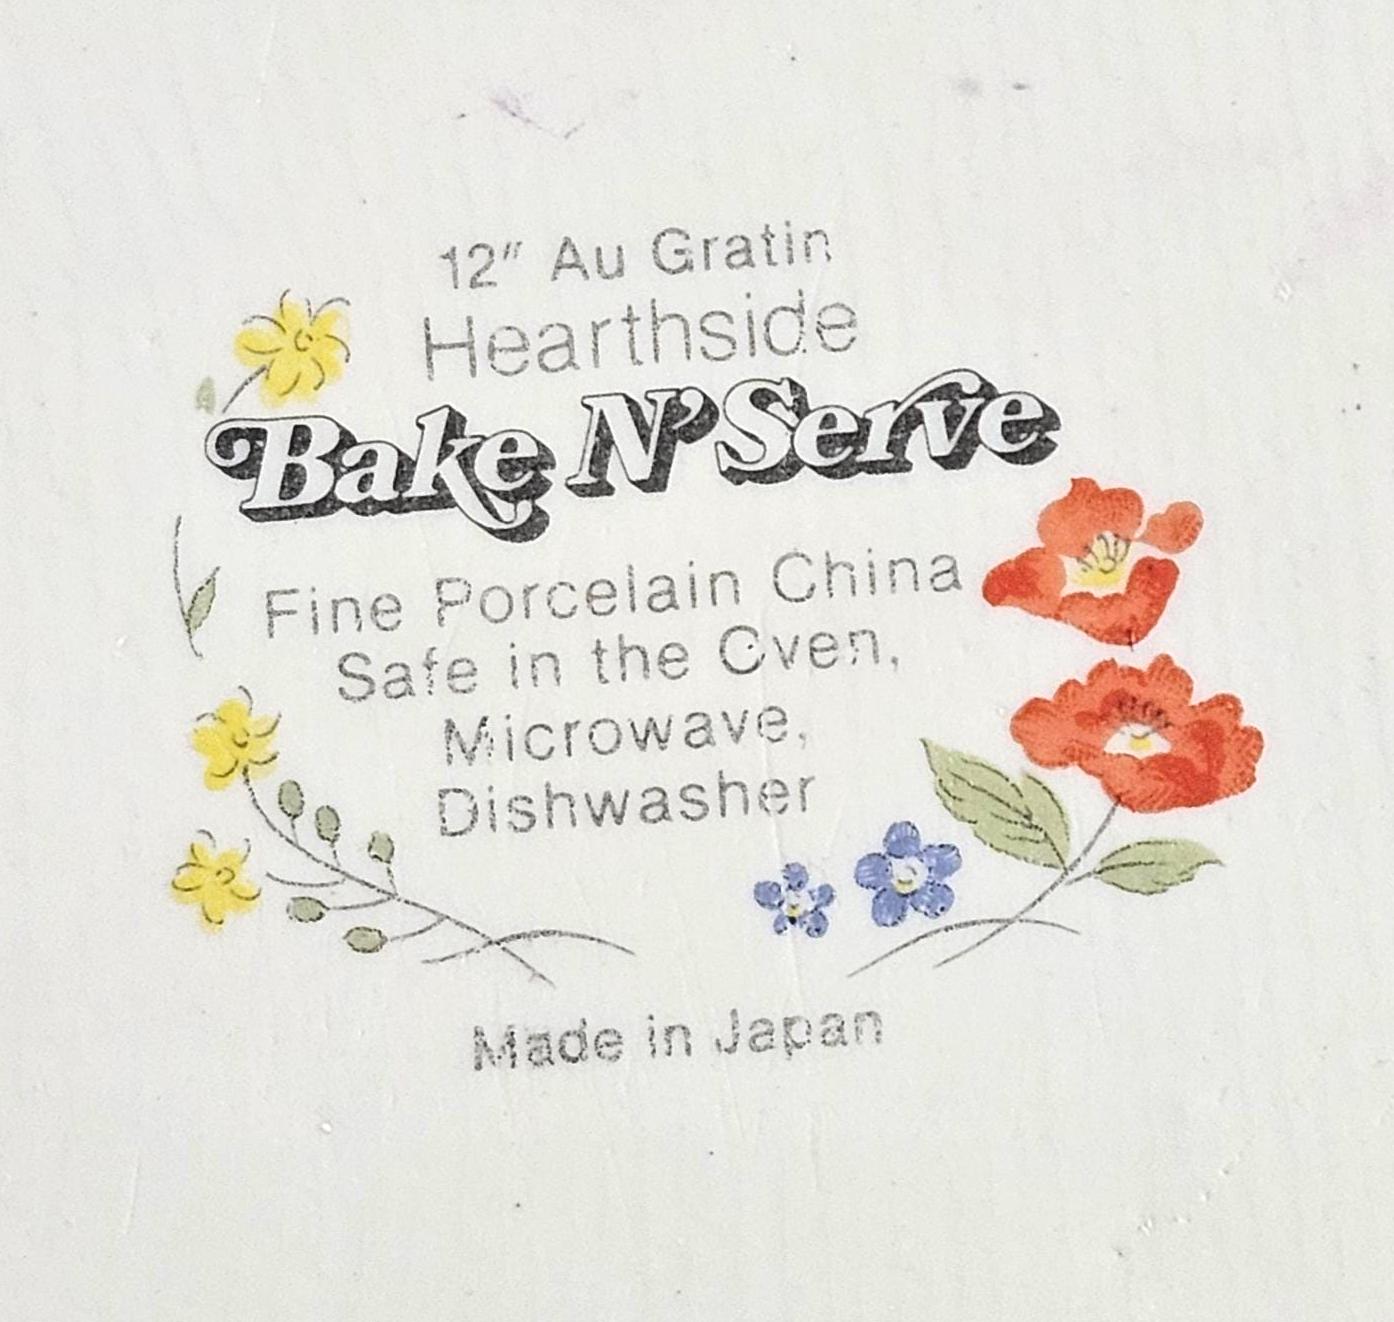 12" Au Gratin
Hearthside
Bake N' Serve
Fine Porcelain China
Safe in the Oven,
Microwave,
Dishwasher
Made in Japan